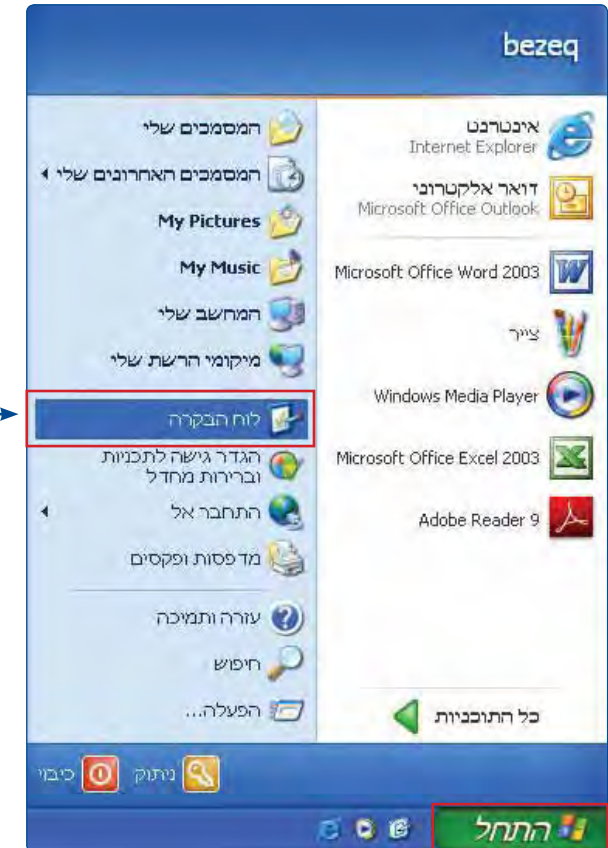 bezeq
אינטרנט
Internet Explorer
דואר אלקטרוני
Microsoft Office Outlook
Microsoft Office Word 2003
צייר
Windows Media Player
Microsoft Office Excel 2003
Adobe Reader 9
כל התוכניות
המסמכים שלי
המסמכים האחרונים שלי
My Pictures
My Music
המחשב שלי
מיקומי הרשת שלי
לוח הבקרה
הגדר גישה לתכניות
וברירות מחדל
התחבר אל
מדפסות ופקסים
עזרה ותמיכה
חיפוש
הפעלה...
ניתוק
כיבוי
התחל